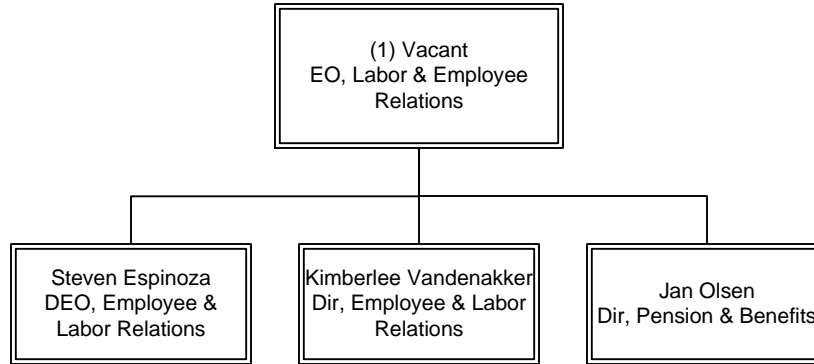 (1) Vacant
EO, Labor & Employee
Relations
Steven Espinoza
DEO, Employee &
Labor Relations
Kimberlee Vandenakker
Dir, Employee & Labor
Relations
Jan Olsen
Dir, Pension & Benefits